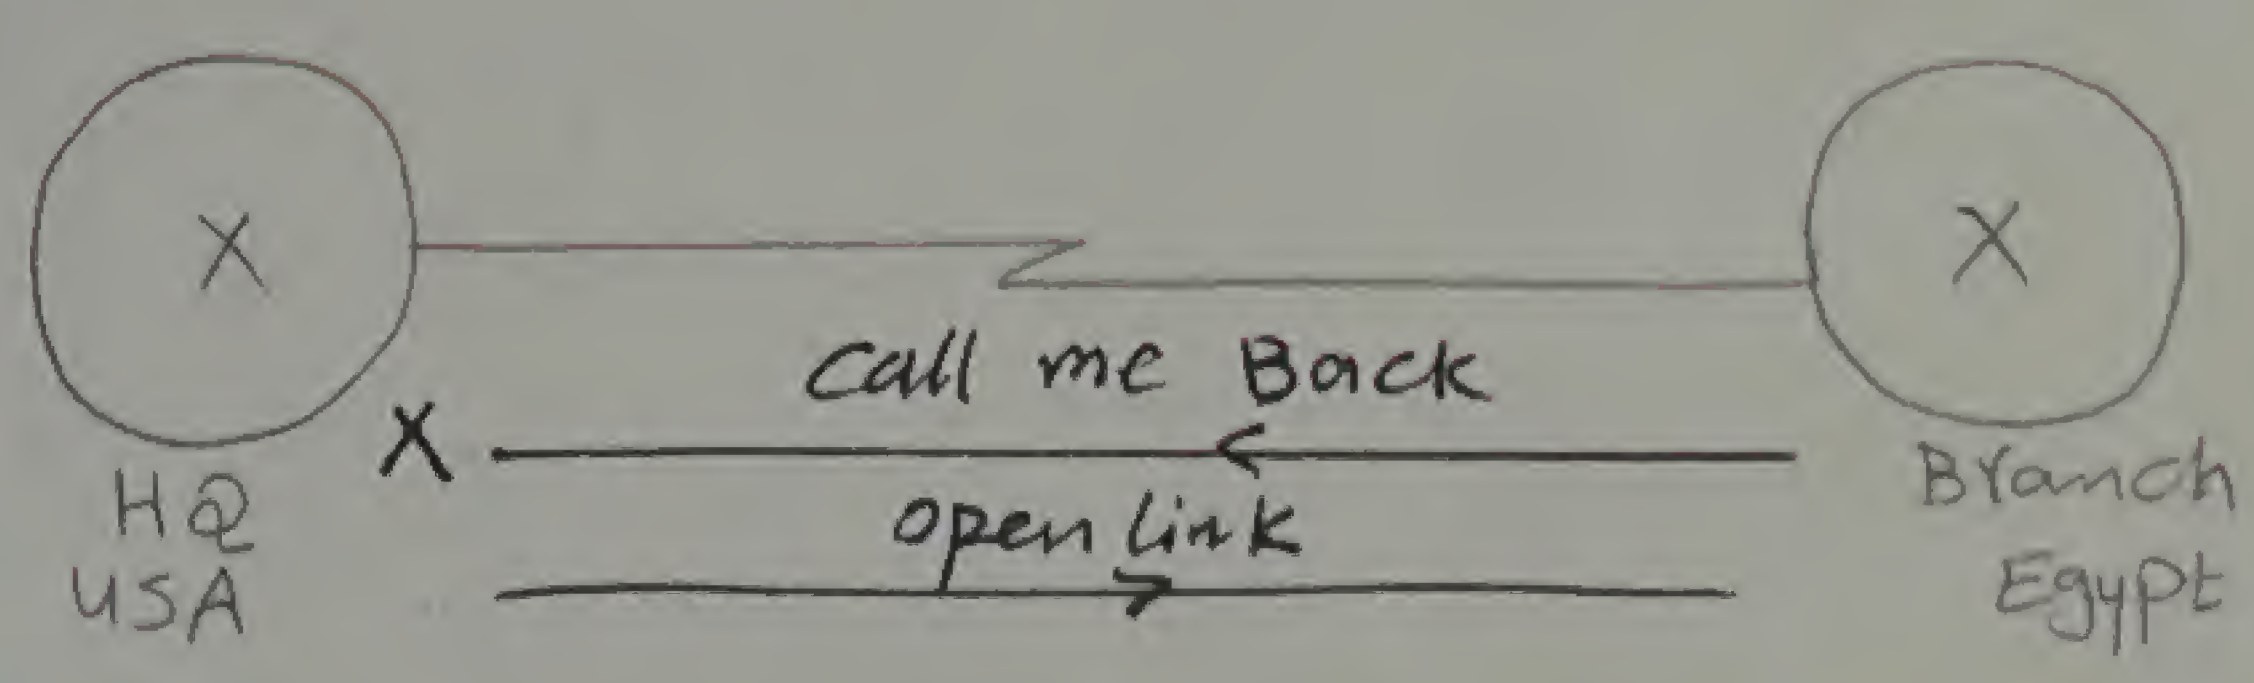 X
X
Call me Back
X
open link
HQ
USA
Branch
Egypt